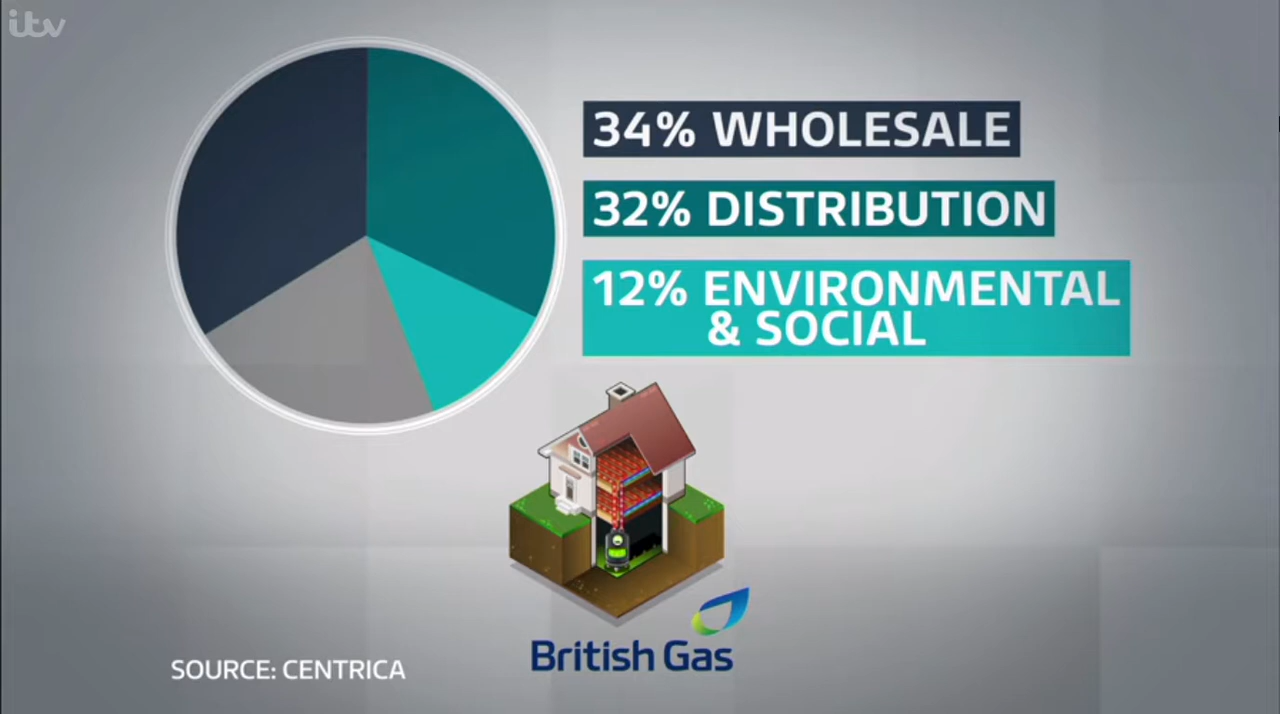 itv
34% WHOLESALE
32% DISTRIBUTION
12% ENVIRONMENTAL
& SOCIAL
British Gas
SOURCE: CENTRICA